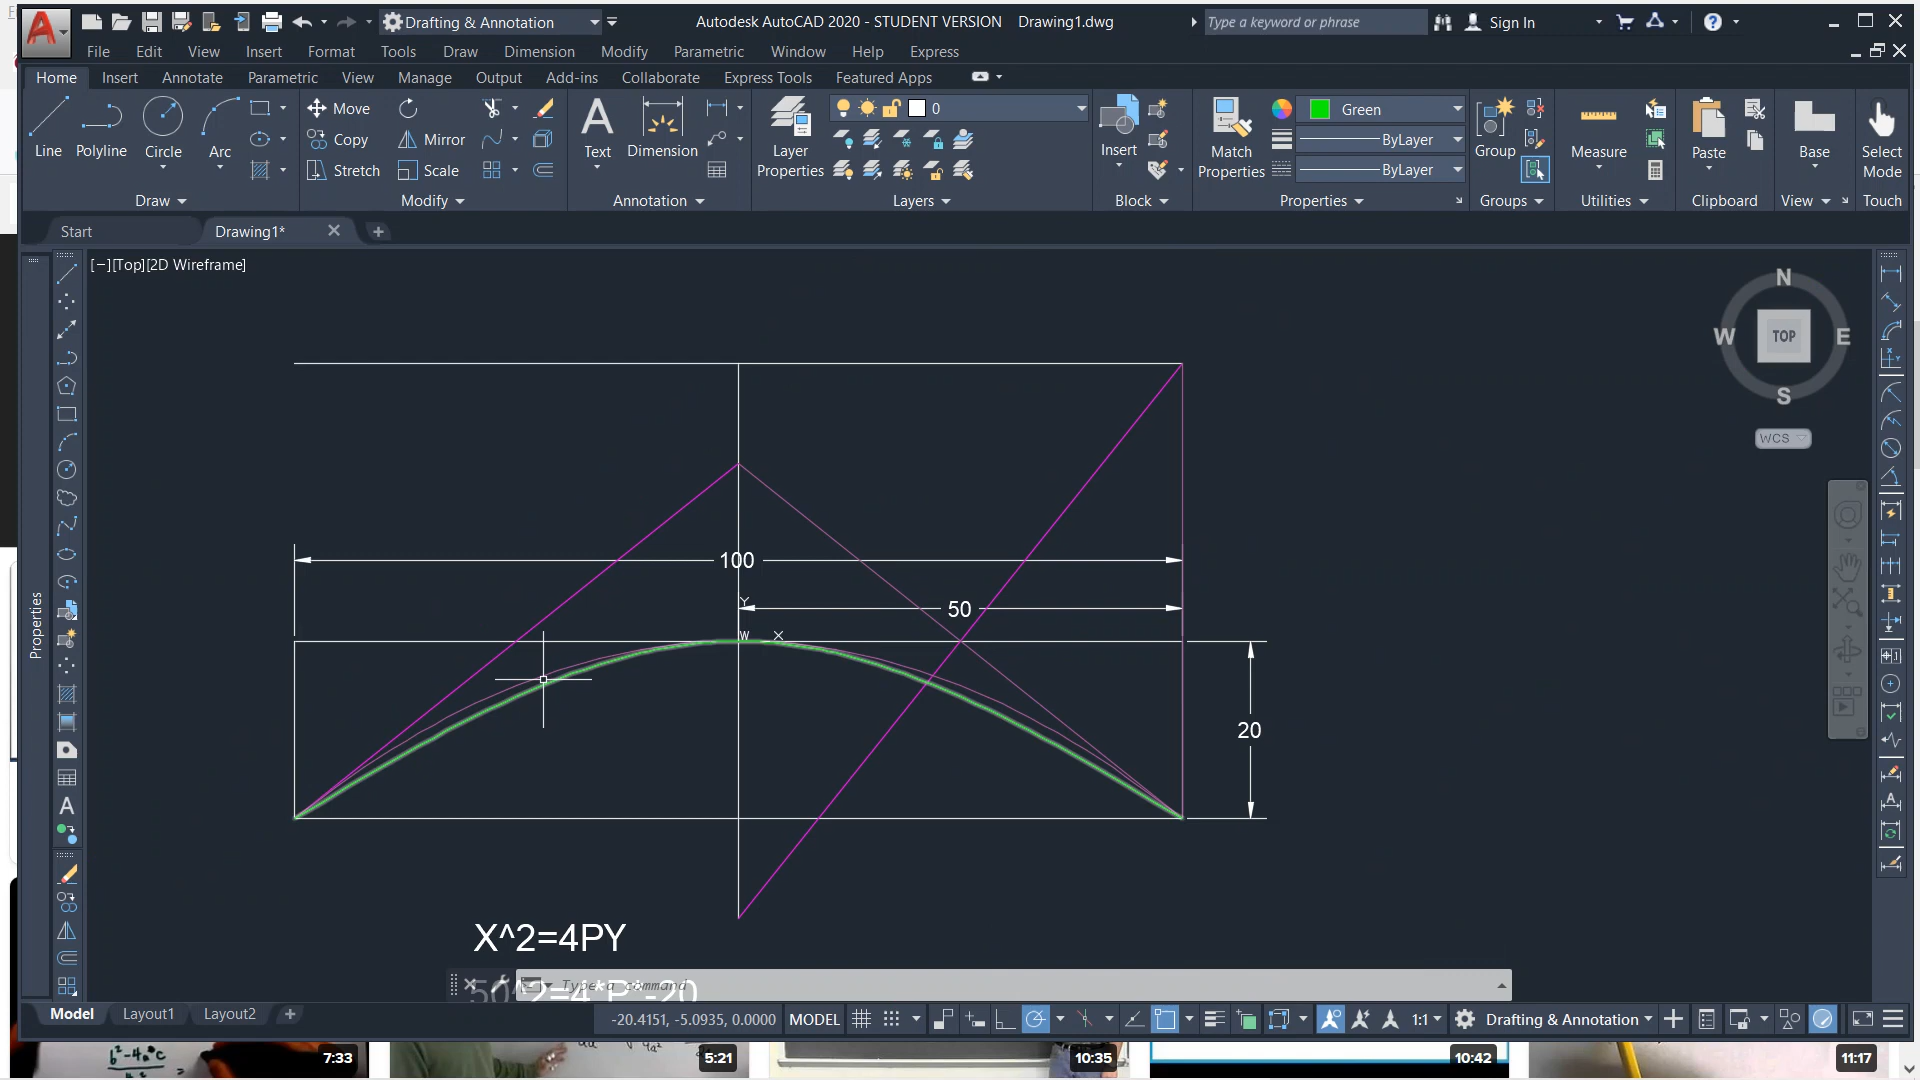 Drafting & Annotation
Autodesk AutoCAD 2020 - STUDENT VERSION Drawing1.dwg
Type a keyword or phrase
Sign In
File Edit View Insert Format Tools Draw Dimension Modify Parametric Window Help Express
Home Insert Annotate Parametric View Manage Output Add-ins Collaborate Express Tools Featured Apps
Line Polyline Circle Arc
Move
Copy
Stretch
Mirror
Scale
Text Dimension
Layer Properties
0
Insert
Match Properties
Green
ByLayer
ByLayer
Group
Measure
Paste
Base
Select Mode
Draw Modify Annotation Layers Block Properties Groups Utilities Clipboard View Touch
Start Drawing1*
[−][Top][2D Wireframe]
N
W TOP E
S
WCS
100
50
Y
W X
20
Properties
X^2=4PY
50^2=4*P*-20
Type a command
Model Layout1 Layout2
-20.4151, -5.0935, 0.0000 MODEL
1:1
Drafting & Annotation
7:33
5:21
10:35
10:42
11:17